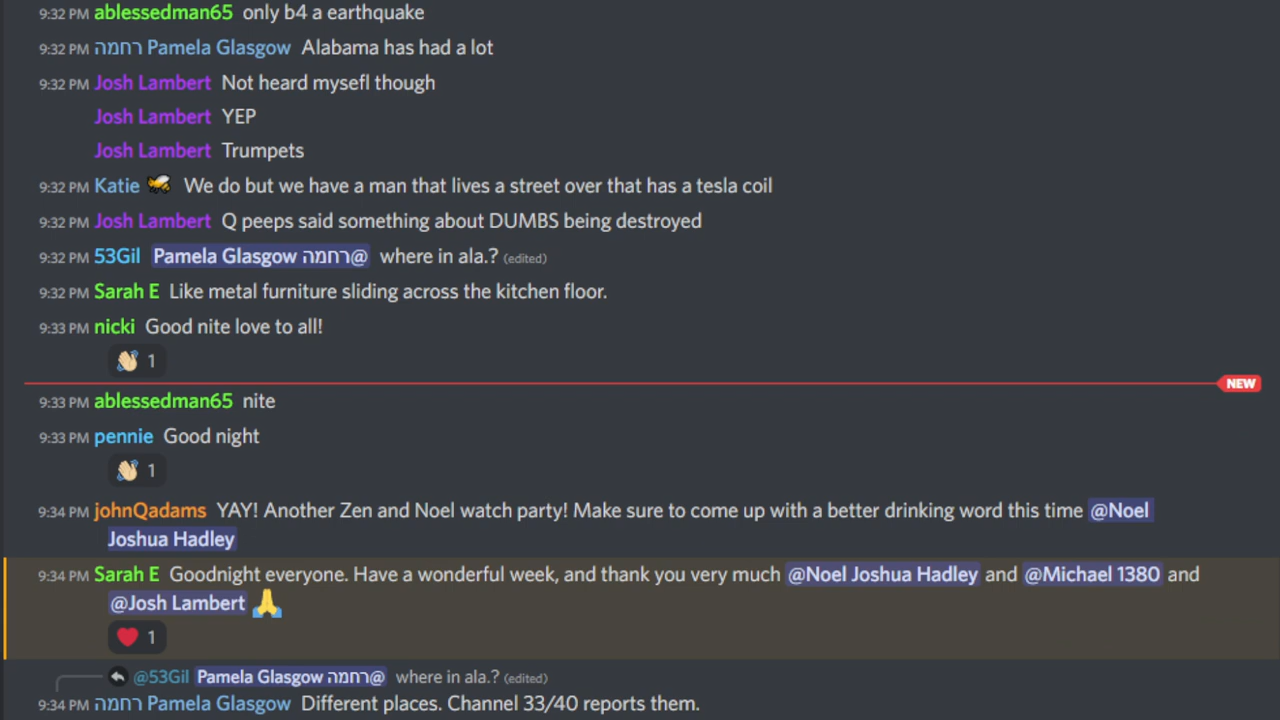 9:32 PM ablessedman65 only b4 a earthquake
9:32 PM רחמה Pamela Glasgow Alabama has had a lot
9:32 PM Josh Lambert Not heard mysefl though
Josh Lambert YEP
Josh Lambert Trumpets
9:32 PM Katie 🐝 We do but we have a man that lives a street over that has a tesla coil
9:32 PM Josh Lambert Q peeps said something about DUMBS being destroyed
9:32 PM 53Gil Pamela Glasgow רחמה@ where in ala.? (edited)
9:32 PM Sarah E Like metal furniture sliding across the kitchen floor.
9:33 PM nicki Good nite love to all!
👋🏻 1
NEW
9:33 PM ablessedman65 nite
9:33 PM pennie Good night
👋🏻 1
9:34 PM johnQadams YAY! Another Zen and Noel watch party! Make sure to come up with a better drinking word this time @Noel
Joshua Hadley
9:34 PM Sarah E Goodnight everyone. Have a wonderful week, and thank you very much @Noel Joshua Hadley and @Michael 1380 and
@Josh Lambert 🙏
❤️ 1
@53Gil Pamela Glasgow רחמה@ where in ala.? (edited)
9:34 PM רחמה Pamela Glasgow Different places. Channel 33/40 reports them.